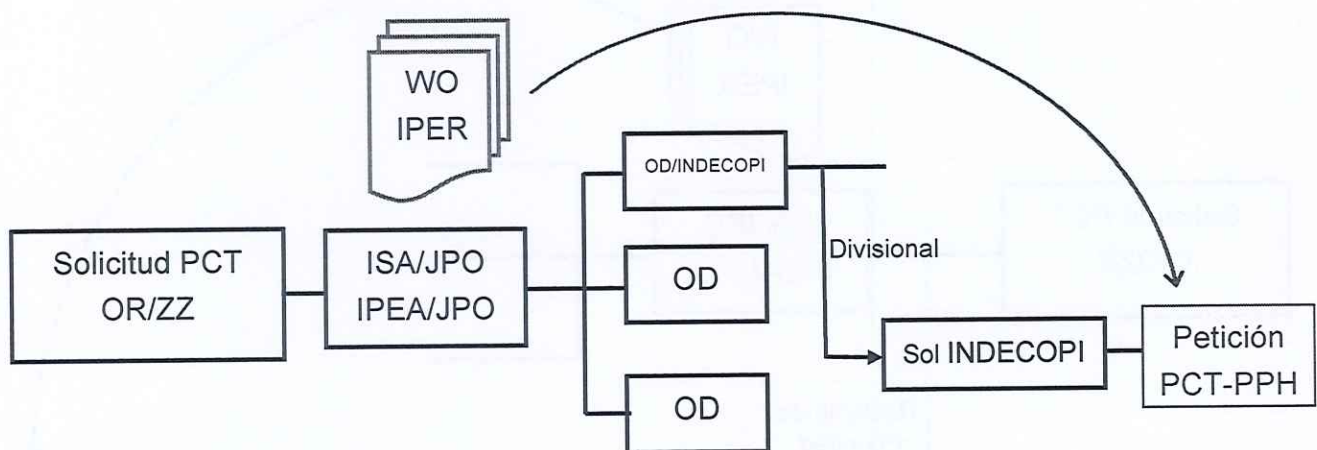 WO
IPER
OD/INDECOPI
Solicitud PCT
OR/ZZ
ISA/JPO
IPEA/JPO
OD
Divisional
OD
Sol INDECOPI
Petición
PCT-PPH